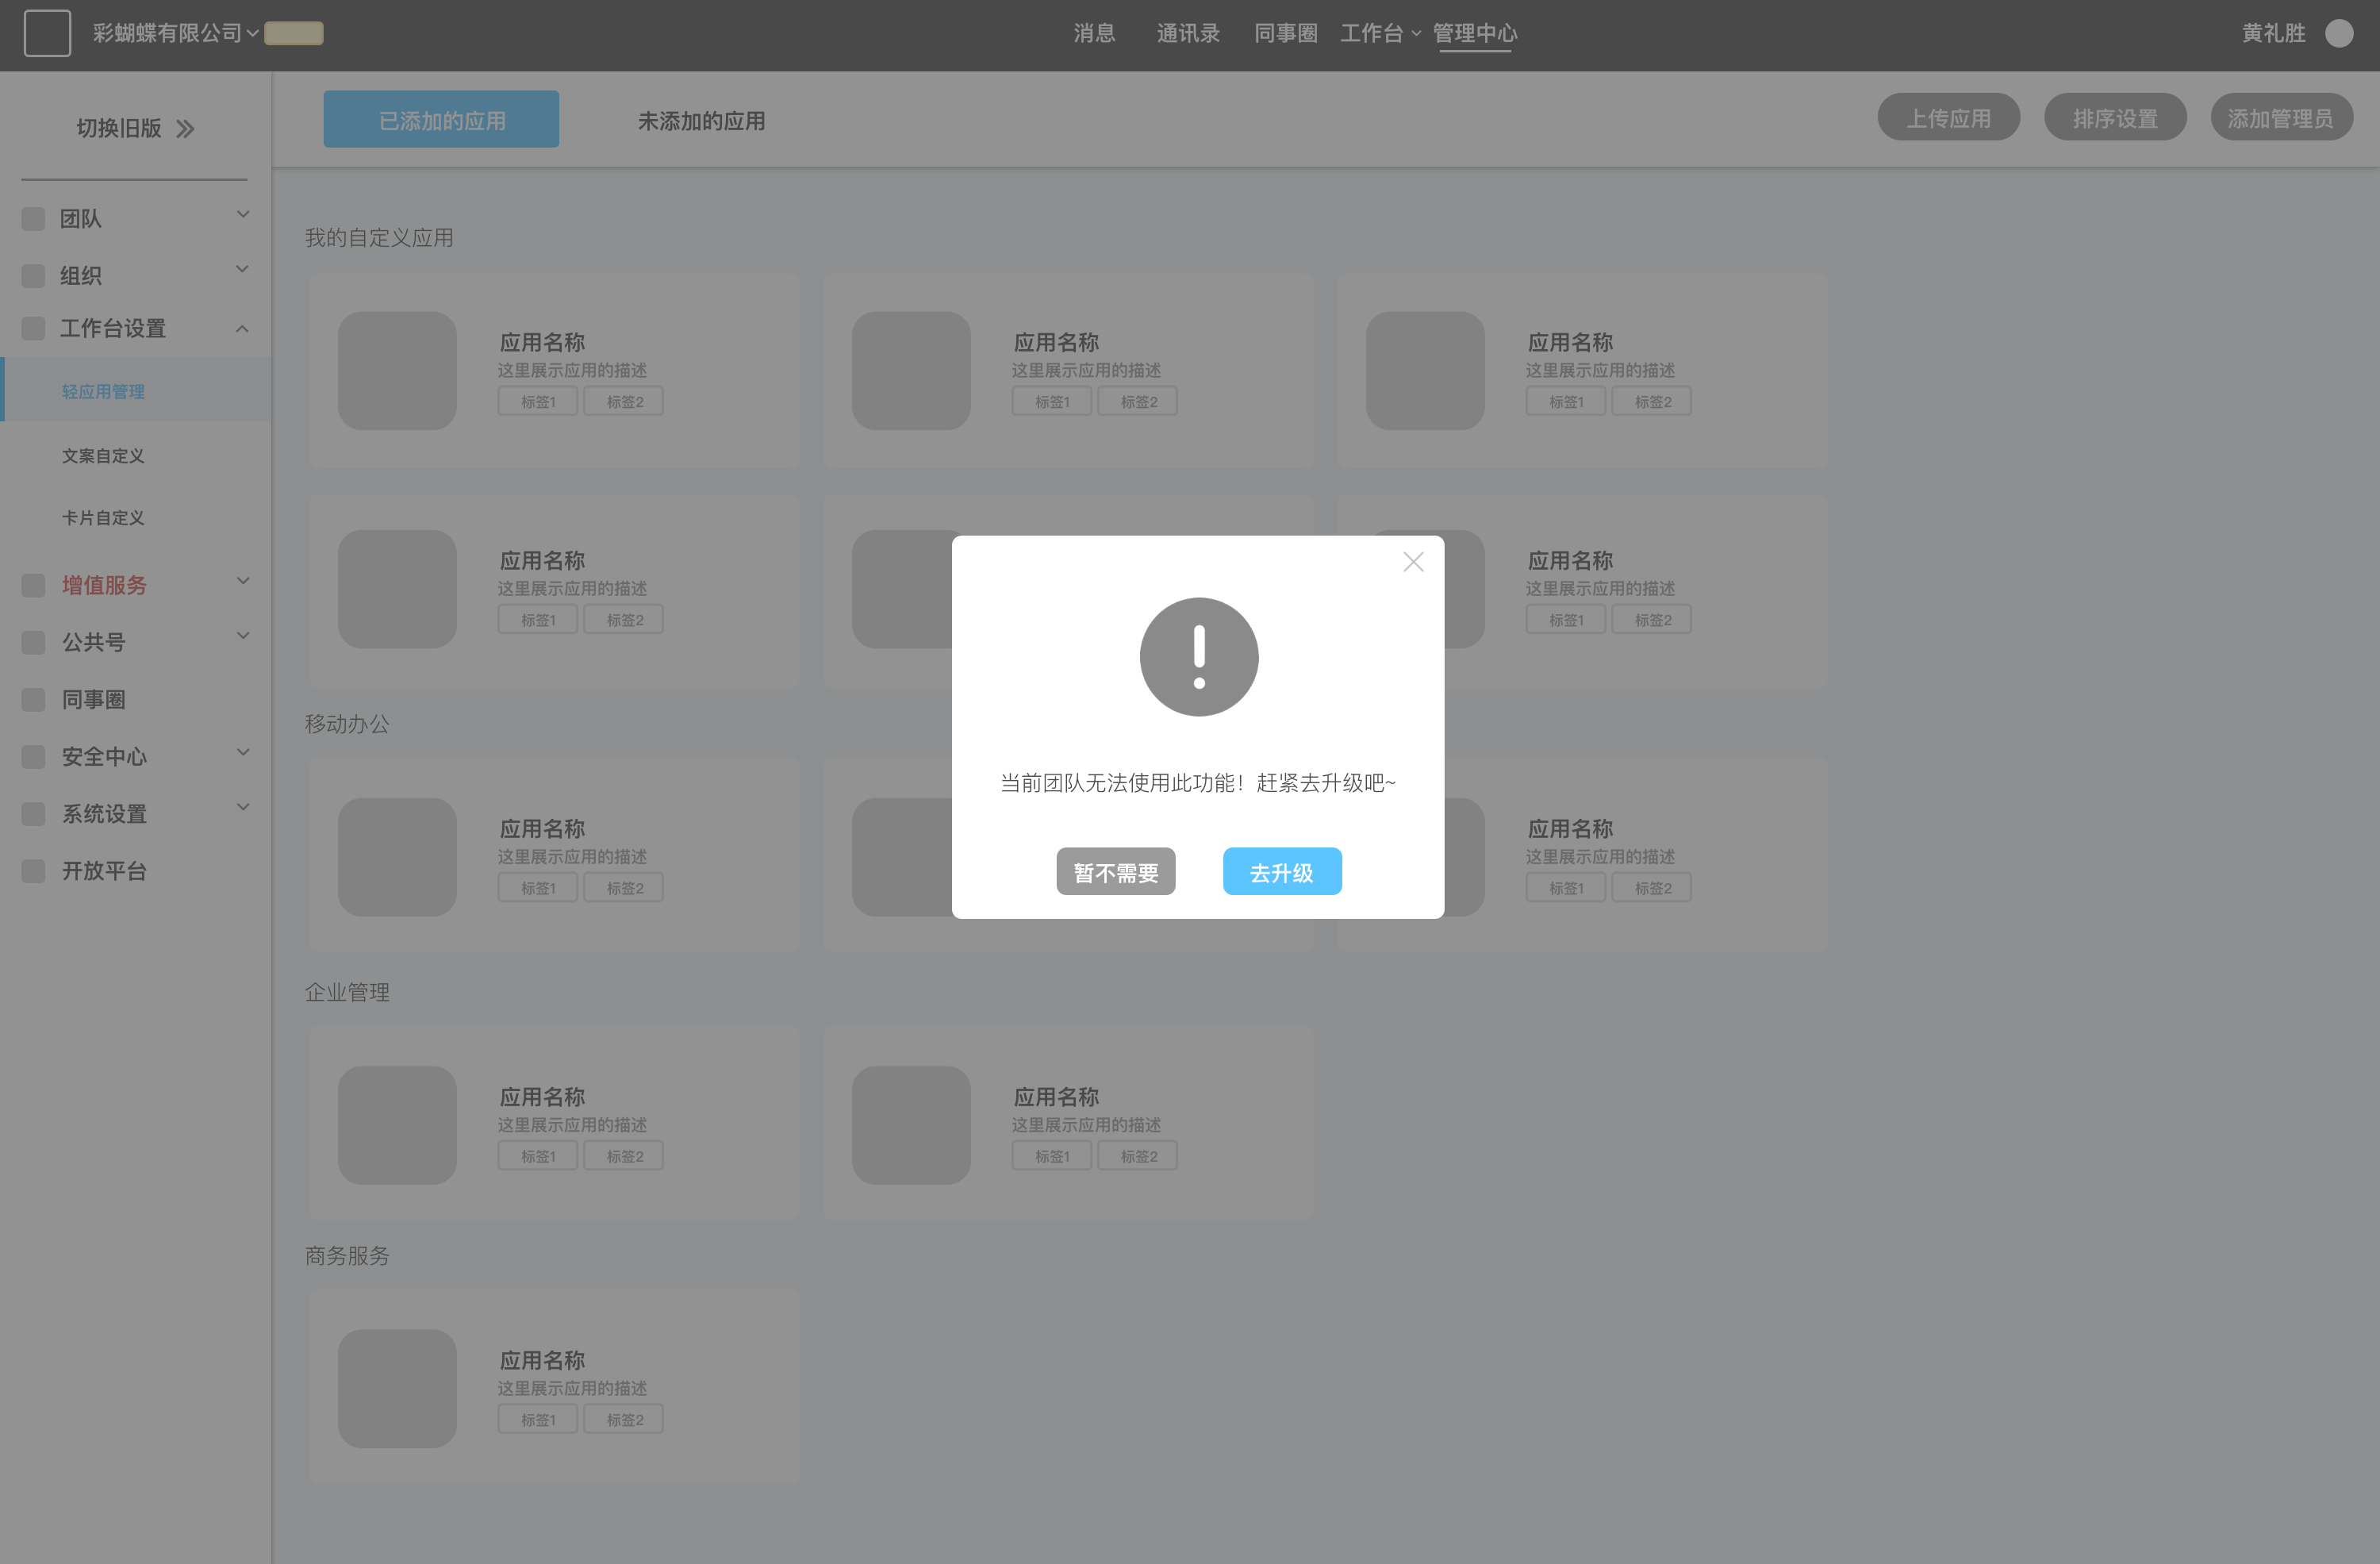 彩蝴蝶有限公司
消息 通讯录 同事圈 工作台 管理中心
黄礼胜
切换旧版
已添加的应用 未添加的应用
上传应用 排序设置 添加管理员
团队
组织
工作台设置
轻应用管理
文案自定义
卡片自定义
增值服务
公共号
同事圈
安全中心
系统设置
开放平台
我的自定义应用
应用名称
这里展示应用的描述
标签1 标签2
应用名称
这里展示应用的描述
标签1 标签2
应用名称
这里展示应用的描述
标签1 标签2
应用名称
这里展示应用的描述
标签1 标签2
应用名称
这里展示应用的描述
标签1 标签2
移动办公
应用名称
这里展示应用的描述
标签1 标签2
应用名称
这里展示应用的描述
标签1 标签2
企业管理
应用名称
这里展示应用的描述
标签1 标签2
应用名称
这里展示应用的描述
标签1 标签2
商务服务
应用名称
这里展示应用的描述
标签1 标签2
当前团队无法使用此功能！赶紧去升级吧~
暂不需要 去升级